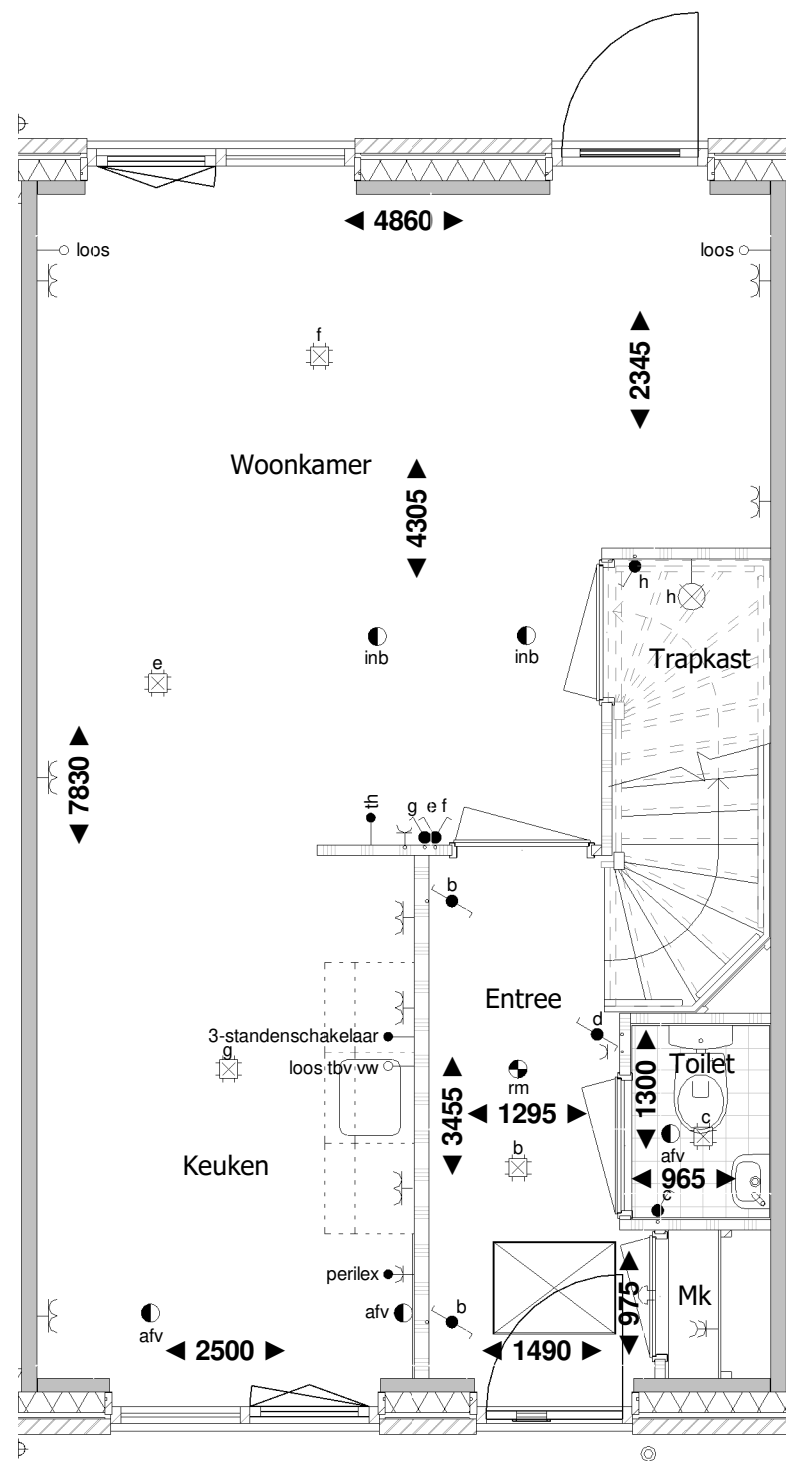 4860
loos
loos
f
2345
Woonkamer
4305
h
h
inb
inb
Trapkast
e
7830
th
g
e f
b
Entree
d
3-standenschakelaar
g
loos tbv vw
rm
3455
1295
1300
Toilet
c
afv
965
c
Keuken
b
perilex
975
Mk
afv
afv
b
2500
1490